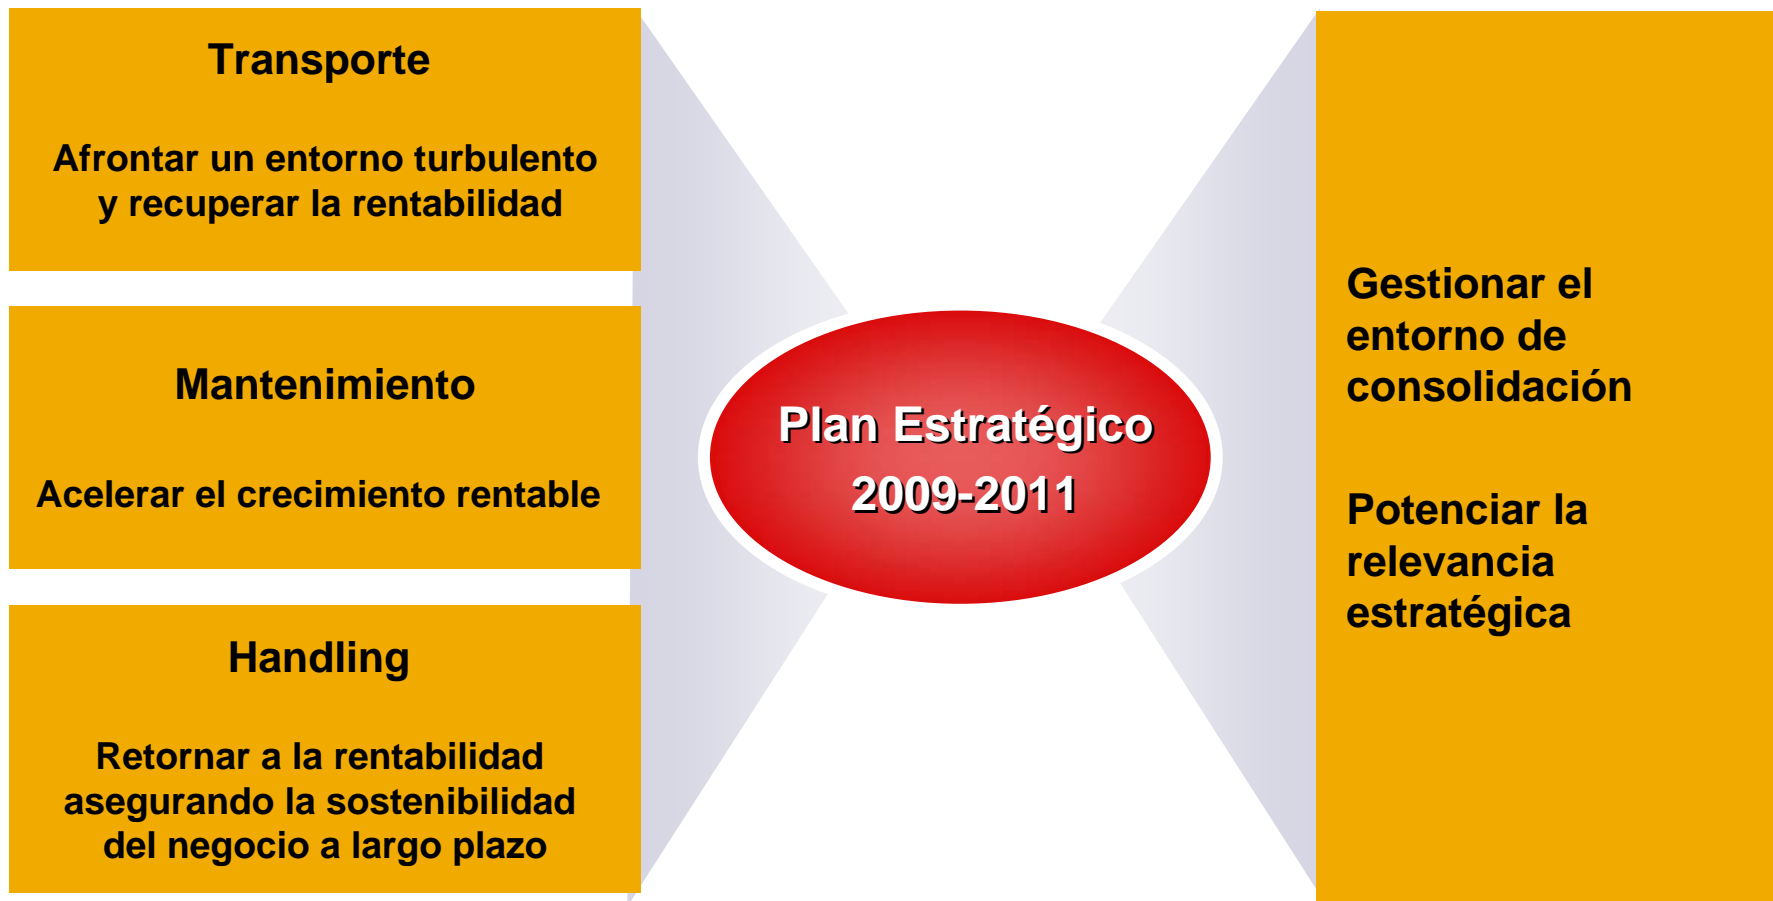 Transporte
Afrontar un entorno turbulento
y recuperar la rentabilidad
Mantenimiento
Acelerar el crecimiento rentable
Handling
Retornar a la rentabilidad
asegurando la sostenibilidad
del negocio a largo plazo
Plan Estratégico
2009-2011
Gestionar el
entorno de
consolidación
Potenciar la
relevancia
estratégica